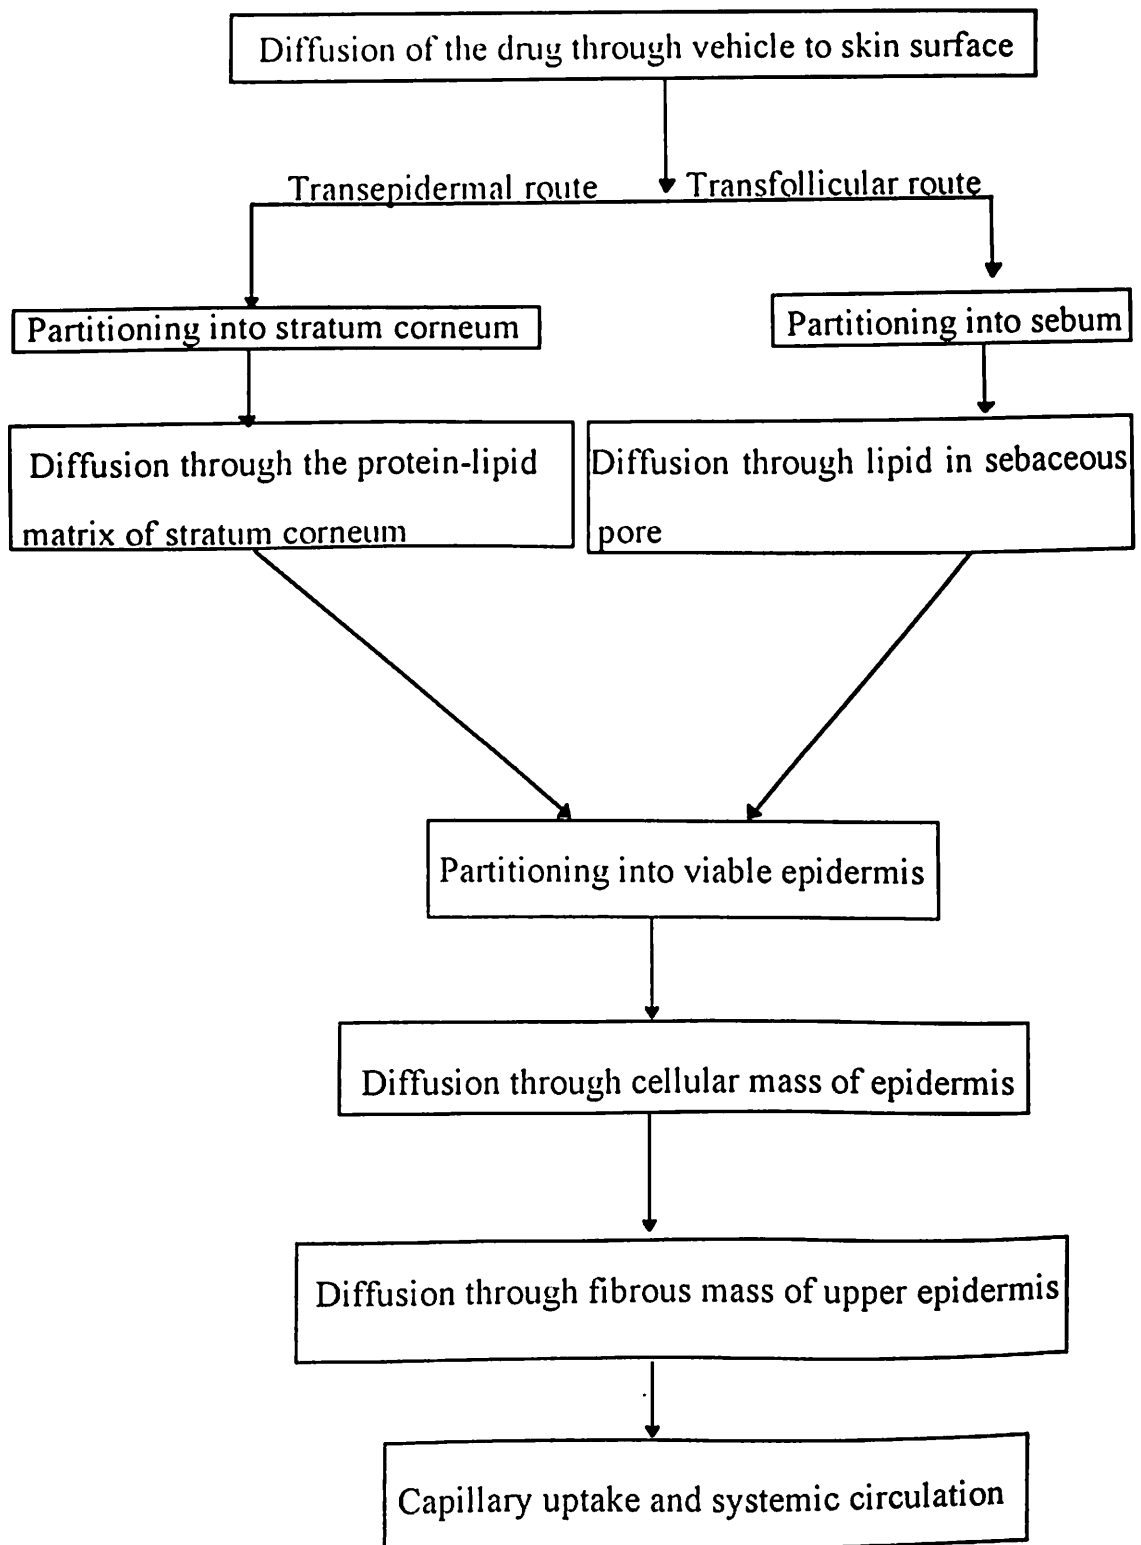 Diffusion of the drug through vehicle to skin surface
Transepidermal route
Transfollicular route
Partitioning into stratum corneum
Partitioning into sebum
Diffusion through the protein-lipid
matrix of stratum corneum
Diffusion through lipid in sebaceous
pore
Partitioning into viable epidermis
Diffusion through cellular mass of epidermis
Diffusion through fibrous mass of upper epidermis
Capillary uptake and systemic circulation